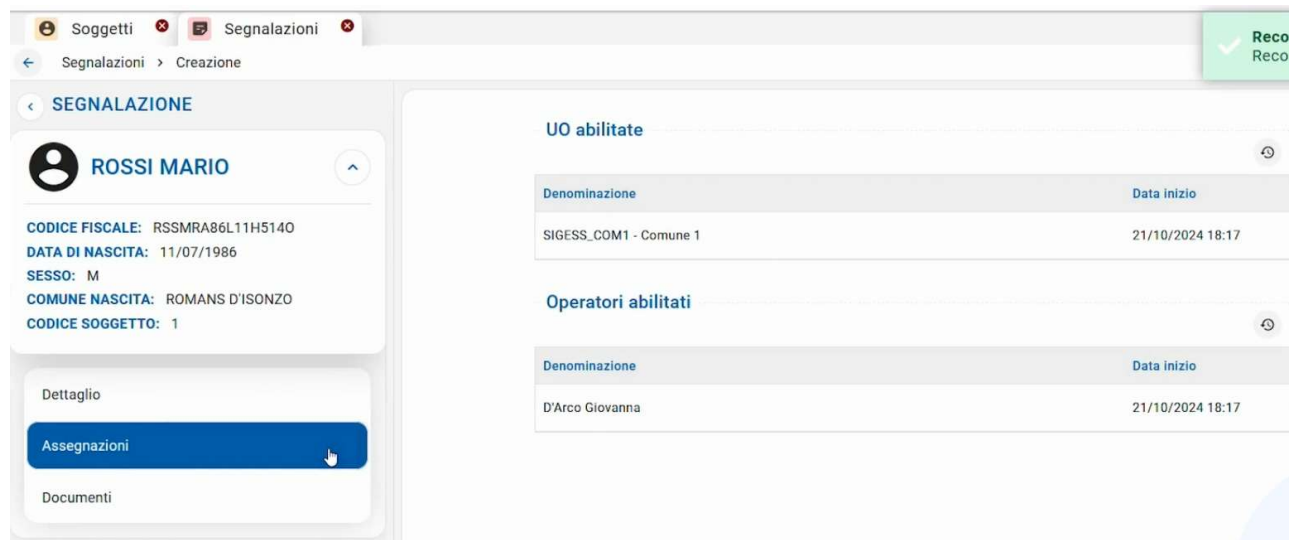 Soggetti
Segnalazioni
Segnalazioni > Creazione
Reco
Reco
SEGNALAZIONE
ROSSI MARIO
CODICE FISCALE: RSSMRA86L11H514O
DATA DI NASCITA: 11/07/1986
SESSO: M
COMUNE NASCITA: ROMANS D'ISONZO
CODICE SOGGETTO: 1
Dettaglio
Assegnazioni
Documenti
UO abilitate
Denominazione Data inizio
SIGESS_COM1 - Comune 1 21/10/2024 18:17
Operatori abilitati
Denominazione Data inizio
D'Arco Giovanna 21/10/2024 18:17